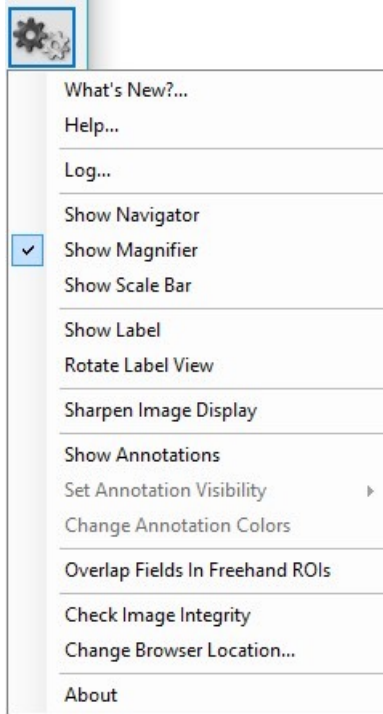 What's New?...
Help...
Log...
Show Navigator
Show Magnifier
Show Scale Bar
Show Label
Rotate Label View
Sharpen Image Display
Show Annotations
Set Annotation Visibility
Change Annotation Colors
Overlap Fields In Freehand ROIs
Check Image Integrity
Change Browser Location...
About